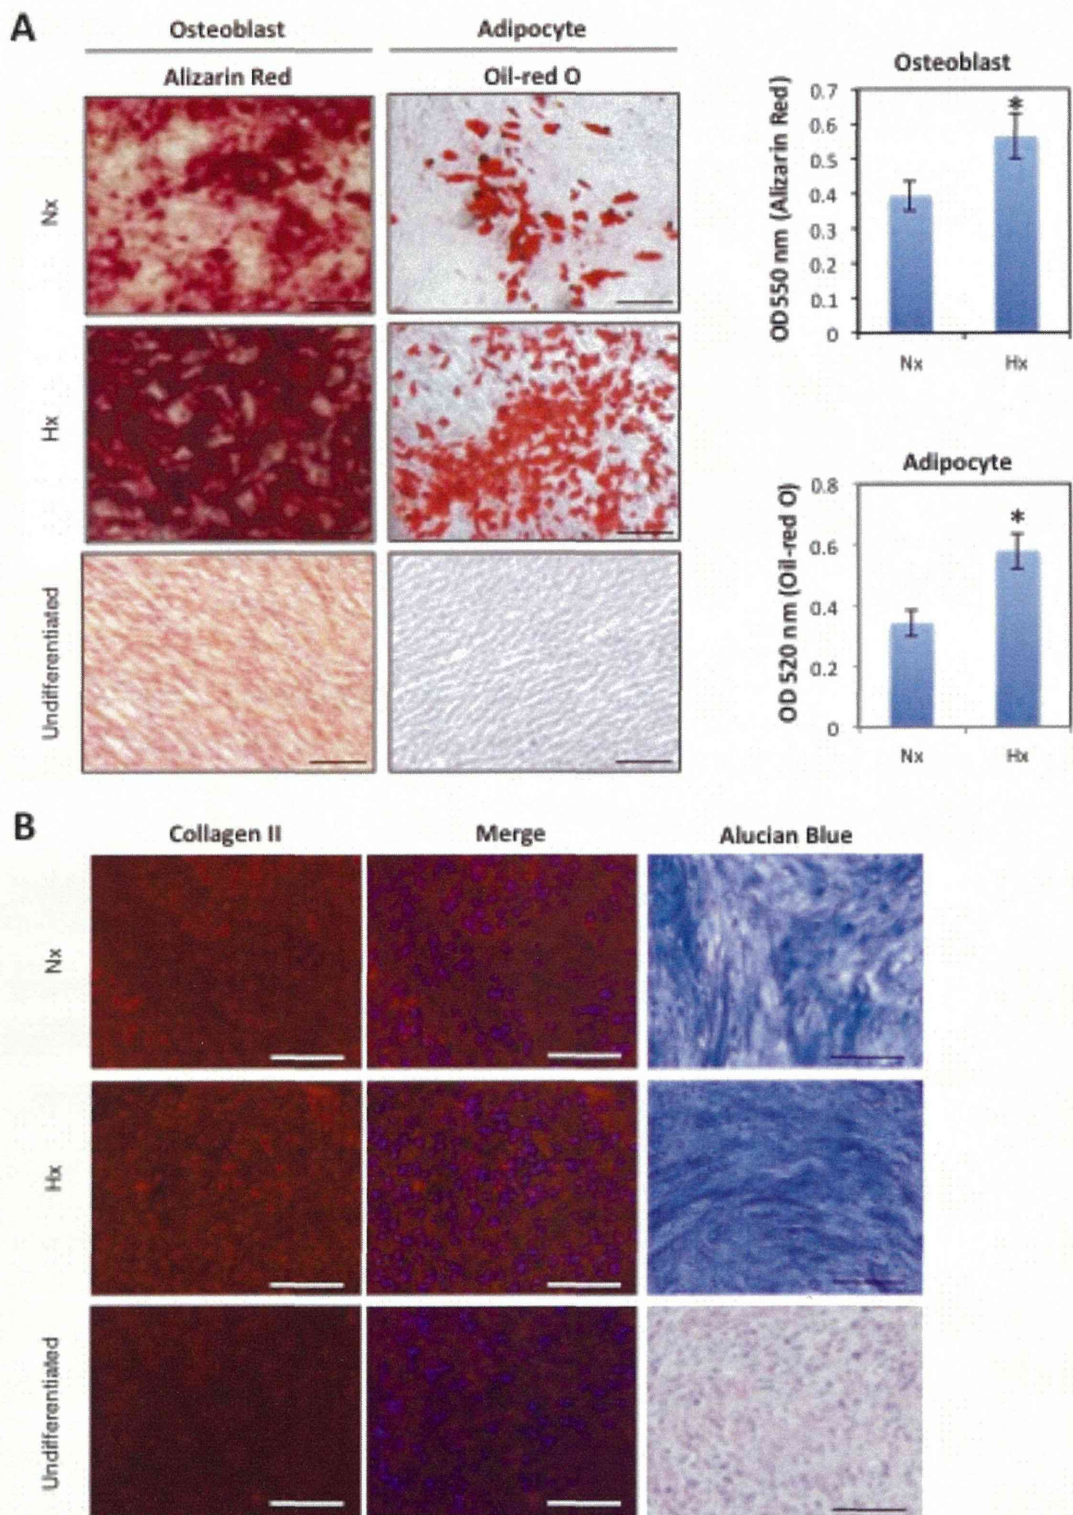 A
Osteoblast
Adipocyte
Alizarin Red
Oil-red O
Nx
Hx
Undifferentiated
Osteoblast
OD550 nm (Alizarin Red)
0.7
0.6
0.5
0.4
0.3
0.2
0.1
0
*
Nx
Hx
Adipocyte
OD 520 nm (Oil-red O)
0.8
0.6
0.4
0.2
0
*
Nx
Hx
B
Collagen II
Merge
Alucian Blue
Nx
Hx
Undifferentiated